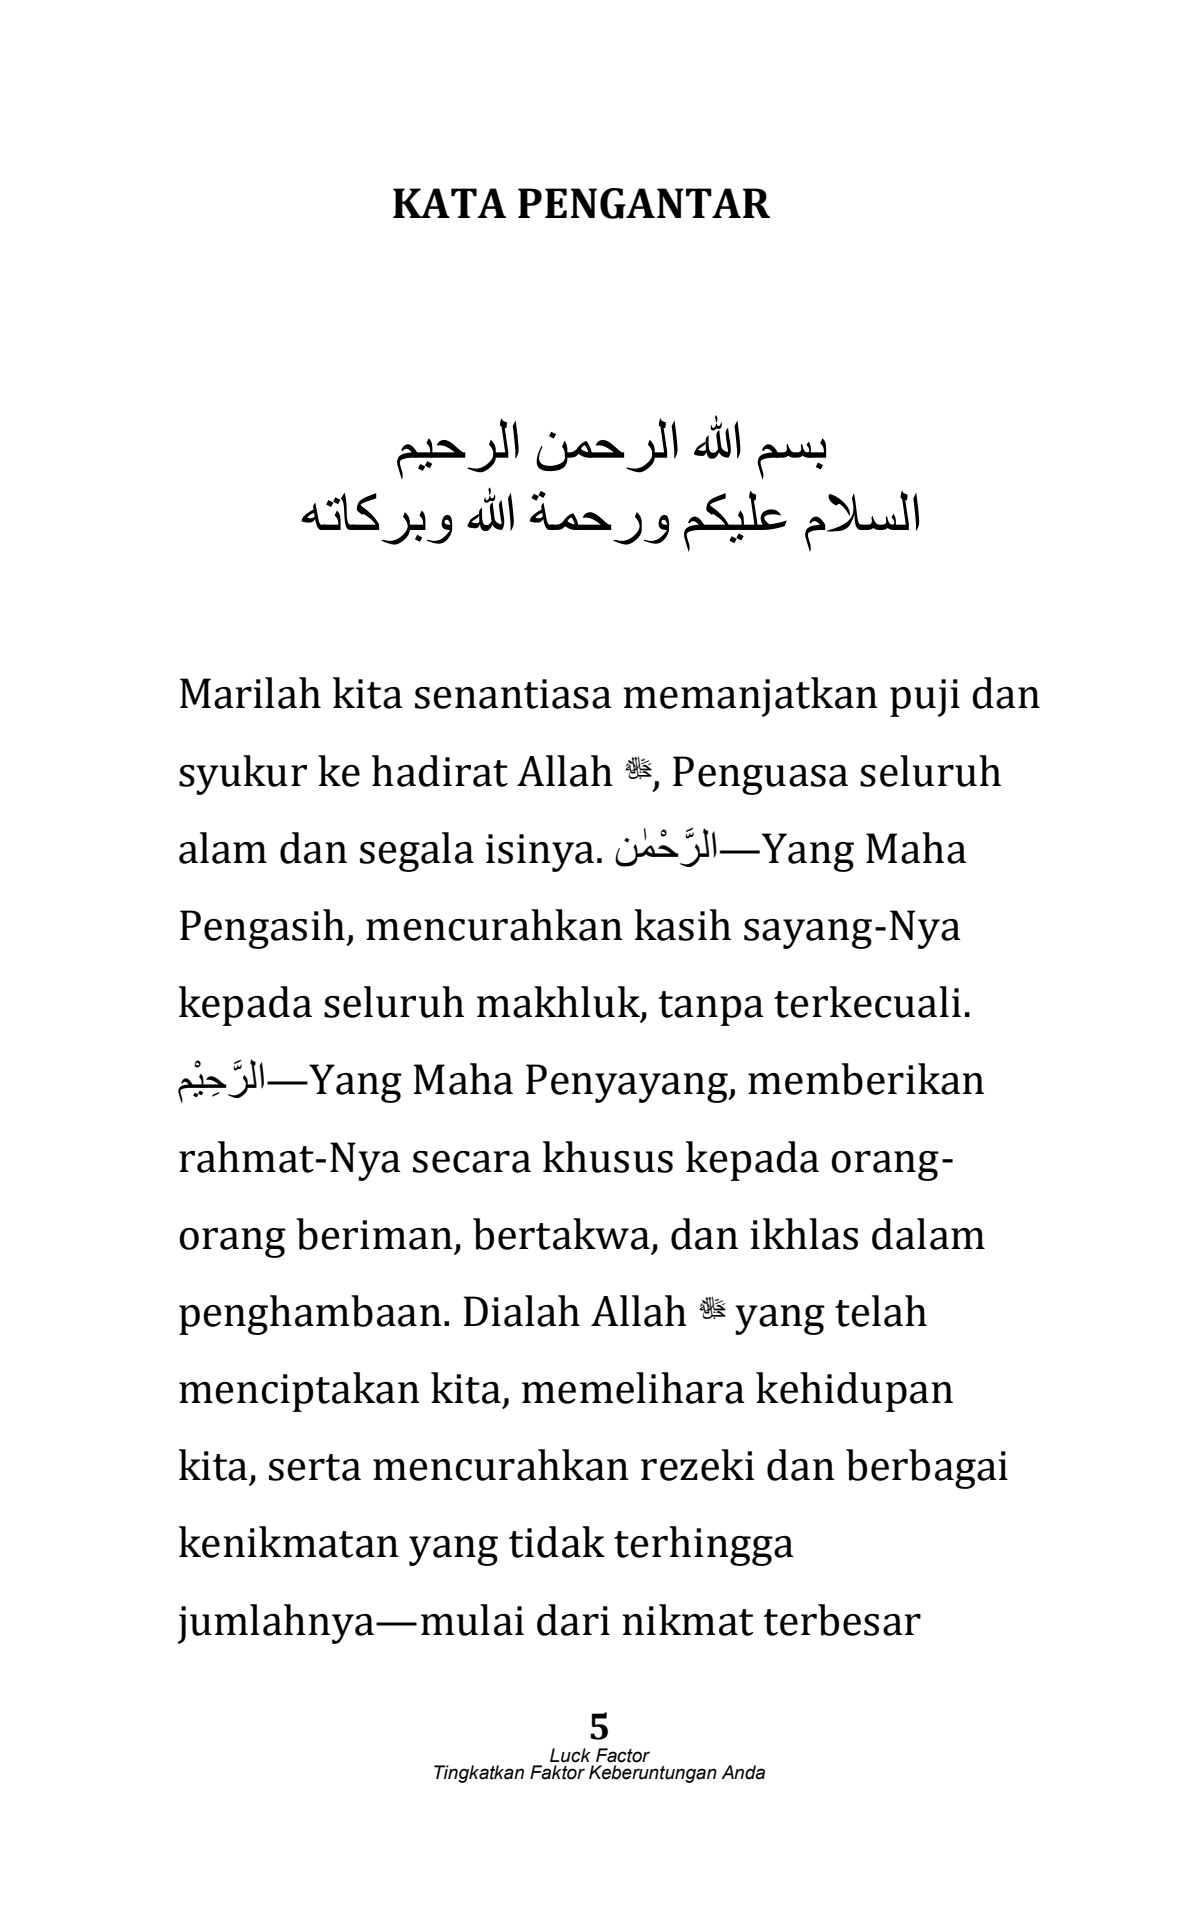 KATA PENGANTAR
بسم الله الرحمن الرحيم
السلام عليكم ورحمة الله وبركاته
Marilah kita senantiasa memanjatkan puji dan
syukur ke hadirat Allah ﷻ, Penguasa seluruh
alam dan segala isinya. الرَّحْمٰن—Yang Maha
Pengasih, mencurahkan kasih sayang-Nya
kepada seluruh makhluk, tanpa terkecuali.
الرَّحِيْم—Yang Maha Penyayang, memberikan
rahmat-Nya secara khusus kepada orang-
orang beriman, bertakwa, dan ikhlas dalam
penghambaan. Dialah Allah ﷻ yang telah
menciptakan kita, memelihara kehidupan
kita, serta mencurahkan rezeki dan berbagai
kenikmatan yang tidak terhingga
jumlahnya—mulai dari nikmat terbesar
5
Luck Factor
Tingkatkan Faktor Keberuntungan Anda